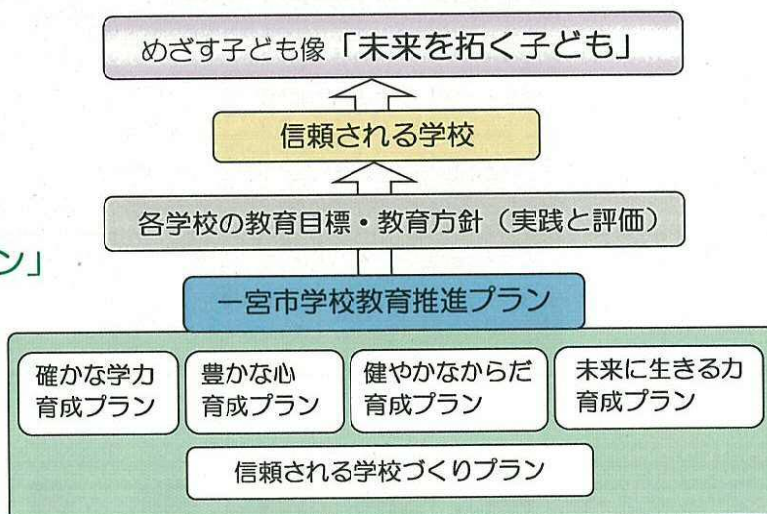 めざす子ども像「未来を拓く子ども」
信頼される学校
各学校の教育目標・教育方針（実践と評価）
ン」
一宮市学校教育推進プラン
確かな学力
育成プラン
豊かな心
育成プラン
健やかなからだ
育成プラン
未来に生きる力
育成プラン
信頼される学校づくりプラン